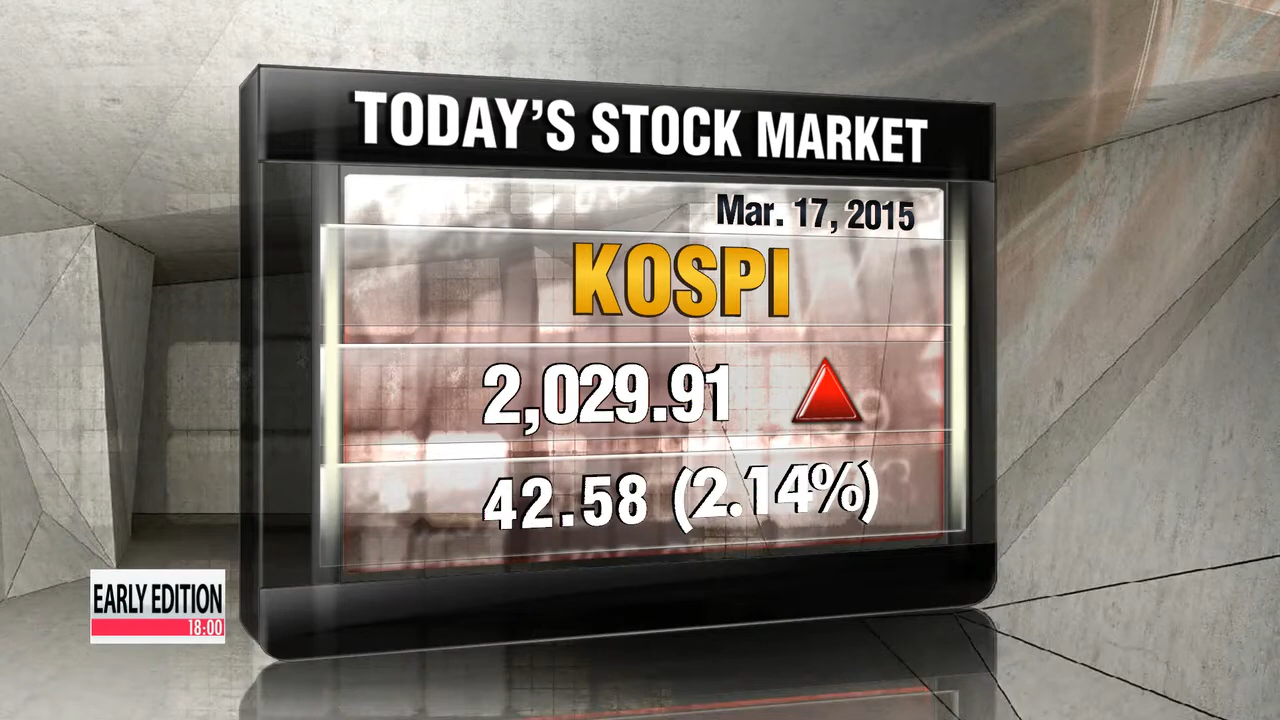 TODAY'S STOCK MARKET
Mar. 17, 2015
KOSPI
2,029.91
42.58 (2.14%)
EARLY EDITION
18:00